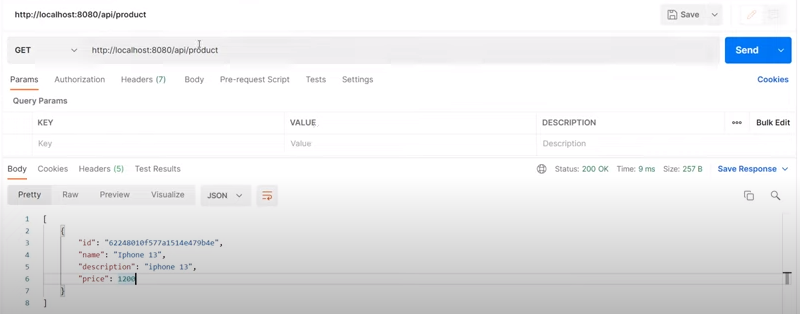 http://localhost:8080/api/product
Save
GET http://localhost:8080/api/product Send
Params Authorization Headers (7) Body Pre-request Script Tests Settings Cookies
Query Params
KEY VALUE DESCRIPTION Bulk Edit
Key Value Description
Body Cookies Headers (5) Test Results Status: 200 OK Time: 9 ms Size: 257 B Save Response
Pretty Raw Preview Visualize JSON
1 [
2 {
3 "id": "62248010f577a1514e479b4e",
4 "name": "Iphone 13",
5 "description": "iphone 13",
6 "price": 1200
7 }
8 ]